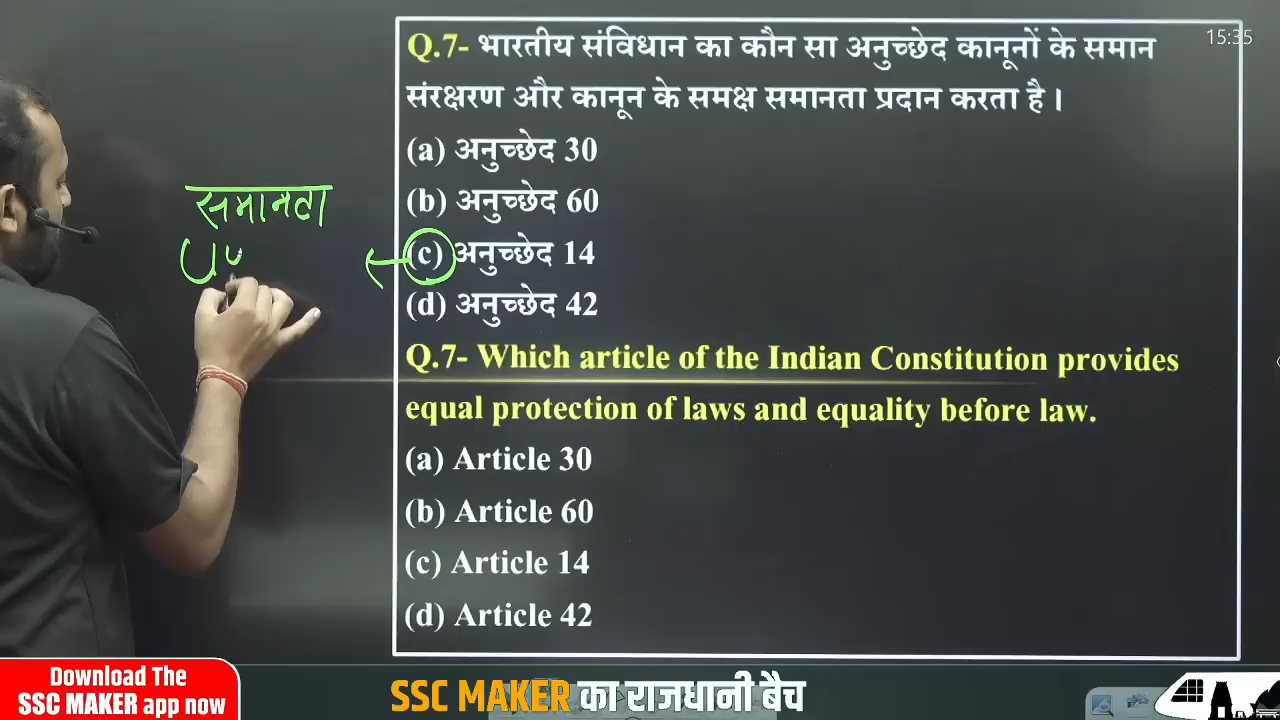 15:35
Q.7- भारतीय संविधान का कौन सा अनुच्छेद कानूनों के समान
संरक्षरण और कानून के समक्ष समानता प्रदान करता है।
(a) अनुच्छेद 30
(b) अनुच्छेद 60
(c) अनुच्छेद 14
(d) अनुच्छेद 42
समानता
Q.7- Which article of the Indian Constitution provides
equal protection of laws and equality before law.
(a) Article 30
(b) Article 60
(c) Article 14
(d) Article 42
Download The
SSC MAKER app now
SSC MAKER का राजधानी बैच